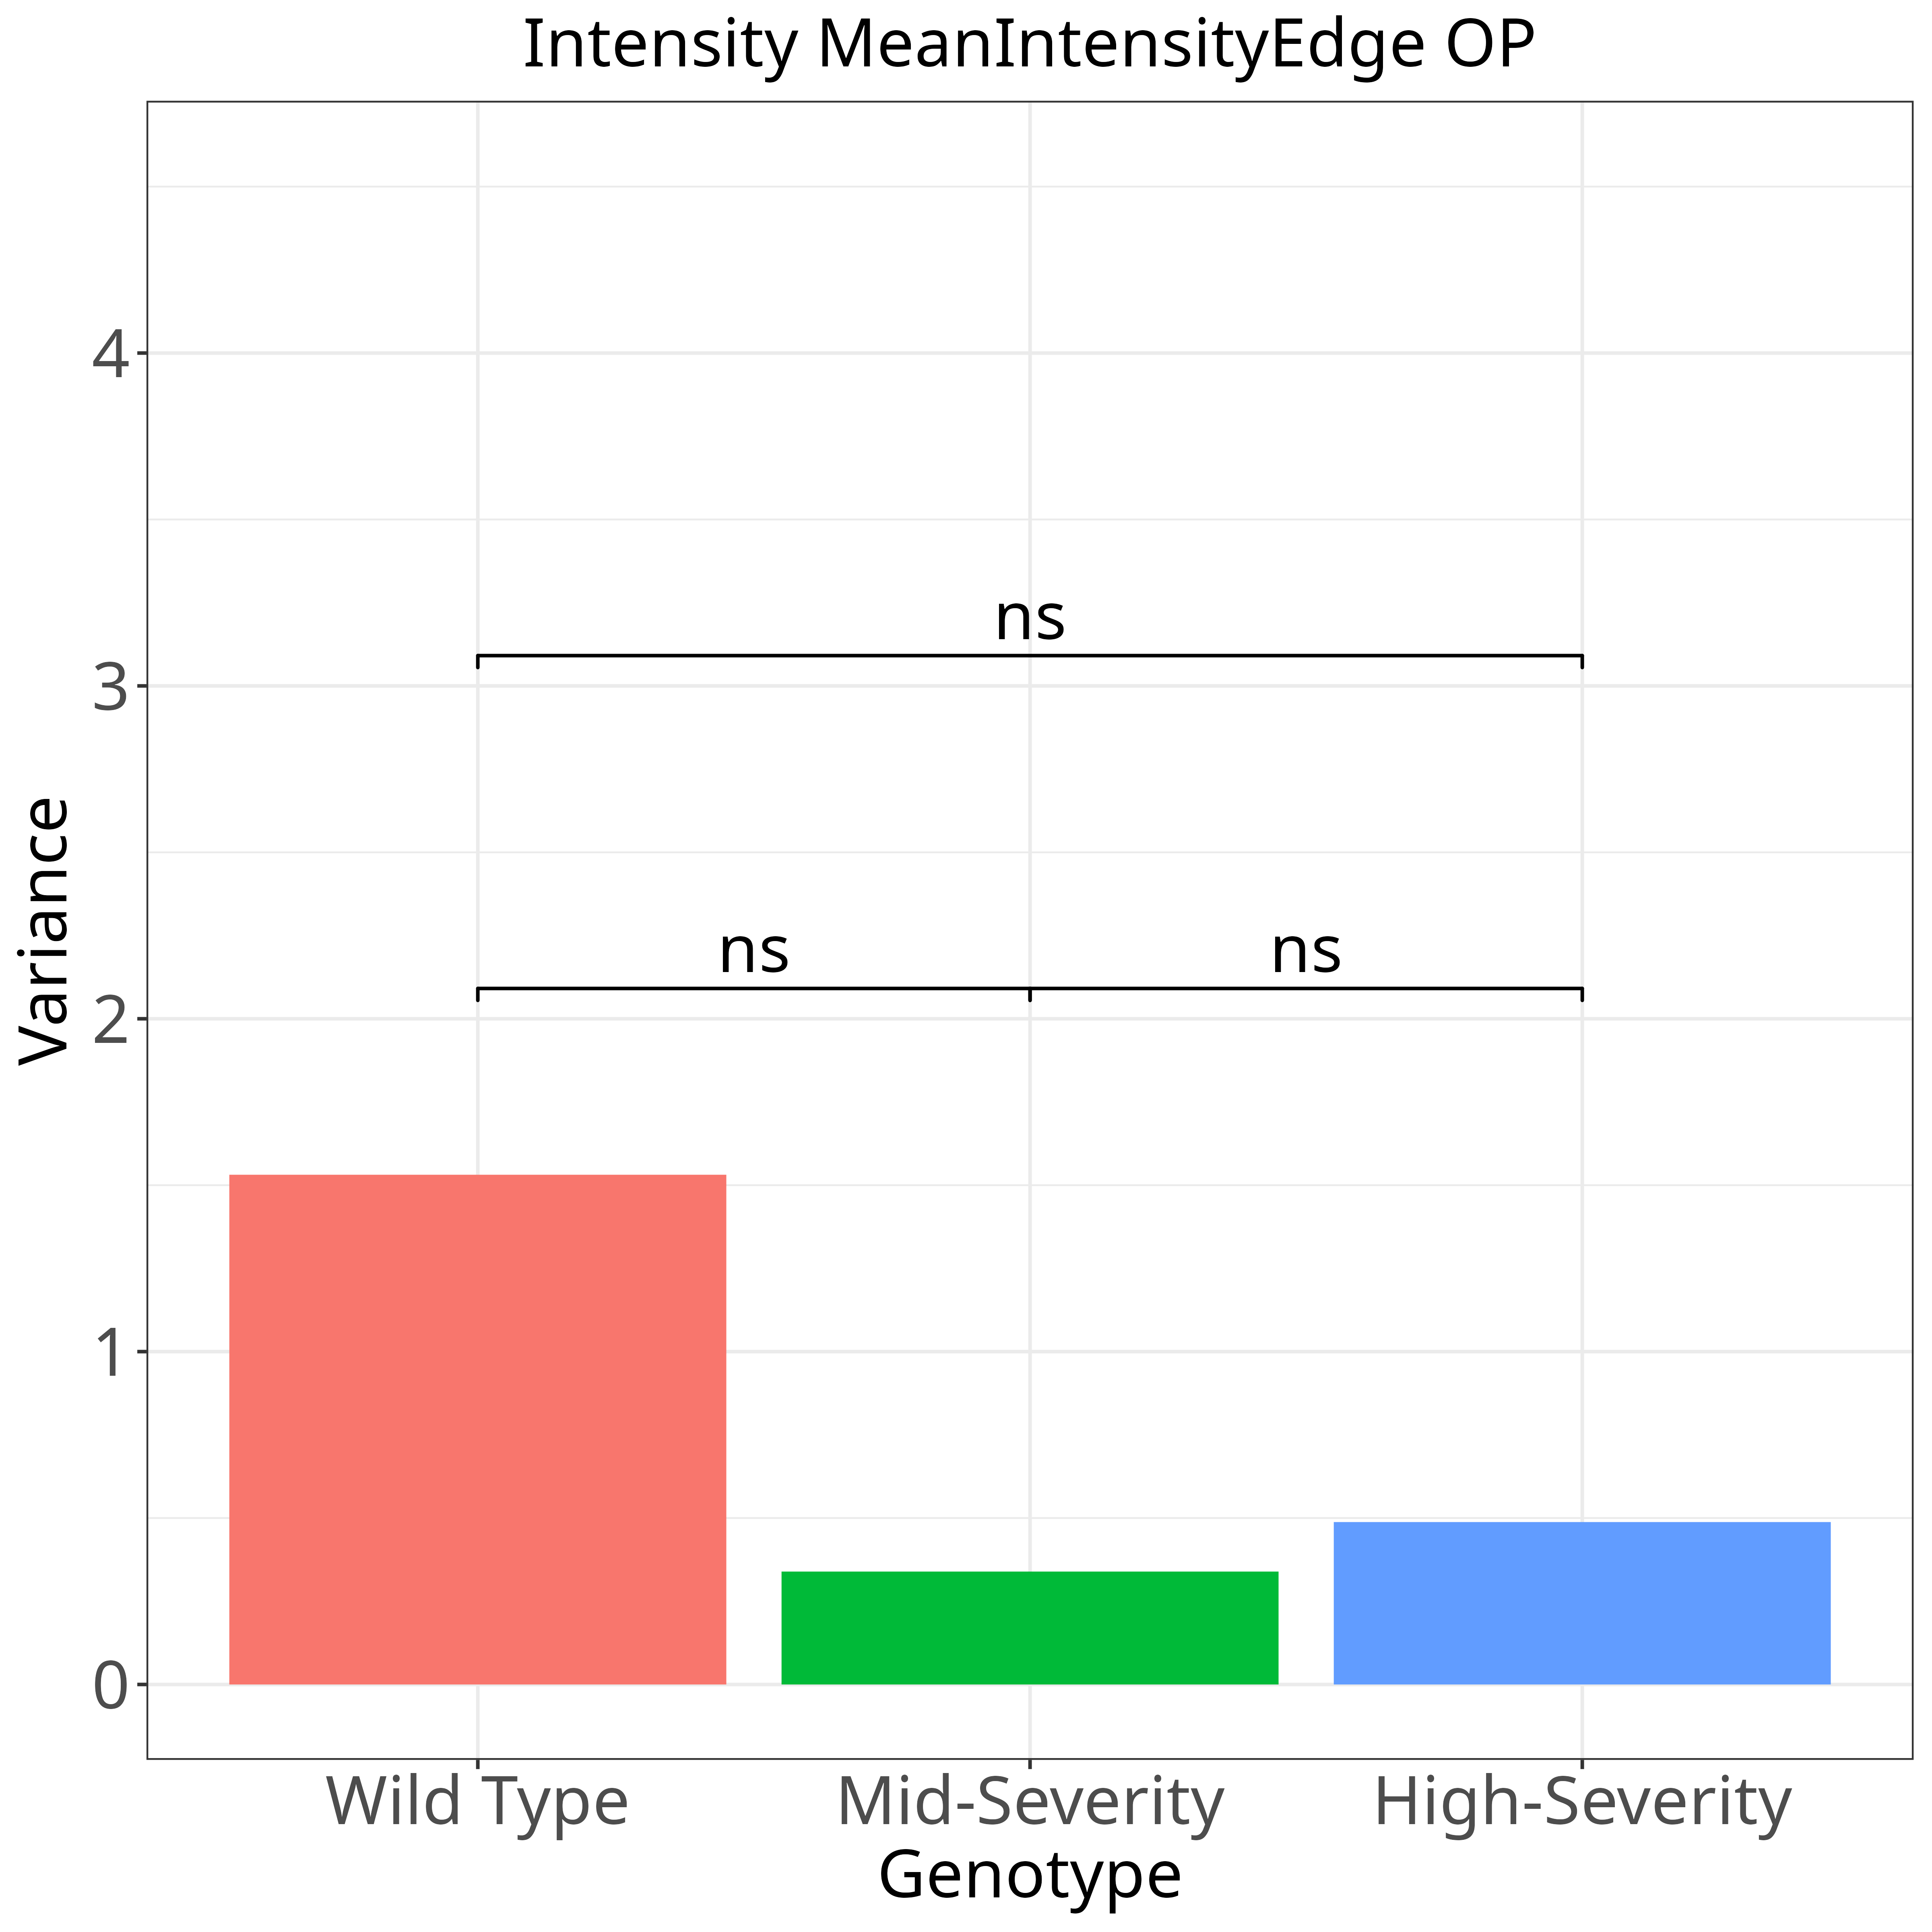 Intensity MeanIntensityEdge OP
4
ns
3
ns ns
2
Variance
1
0
Wild Type Mid-Severity High-Severity
Genotype